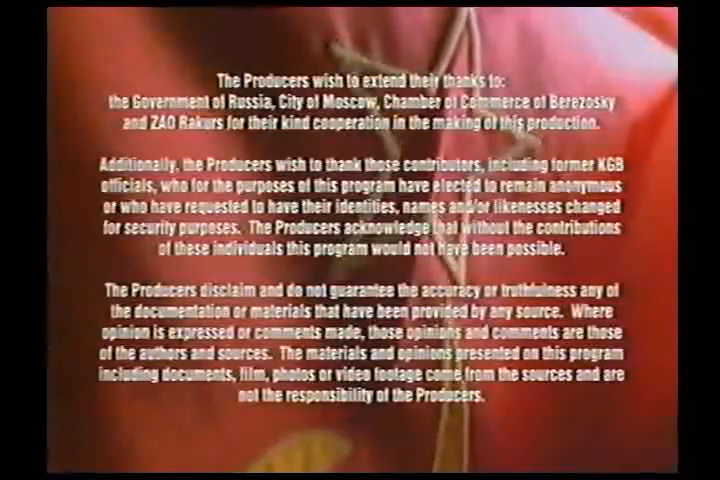 The Producers wish to extend their thanks to:
the Government of Russia, City of Moscow, Chamber of Commerce of Berezosky
and ZAO Rakurs for their kind cooperation in the making of this production.
Additionally, the Producers wish to thank those contributors, including former KGB
officials, who for the purposes of this program have elected to remain anonymous
or who have requested to have their identities, names and/or likenesses changed
for security purposes. The Producers acknowledge that without the contributions
of these individuals this program would not have been possible.
The Producers disclaim and do not guarantee the accuracy or truthfulness any of
the documentation or materials that have been provided by any source. Where
opinion is expressed or comments made, those opinions and comments are those
of the authors and sources. The materials and opinions presented on this program
including documents, film, photos or video footage come from the sources and are
not the responsibility of the Producers.